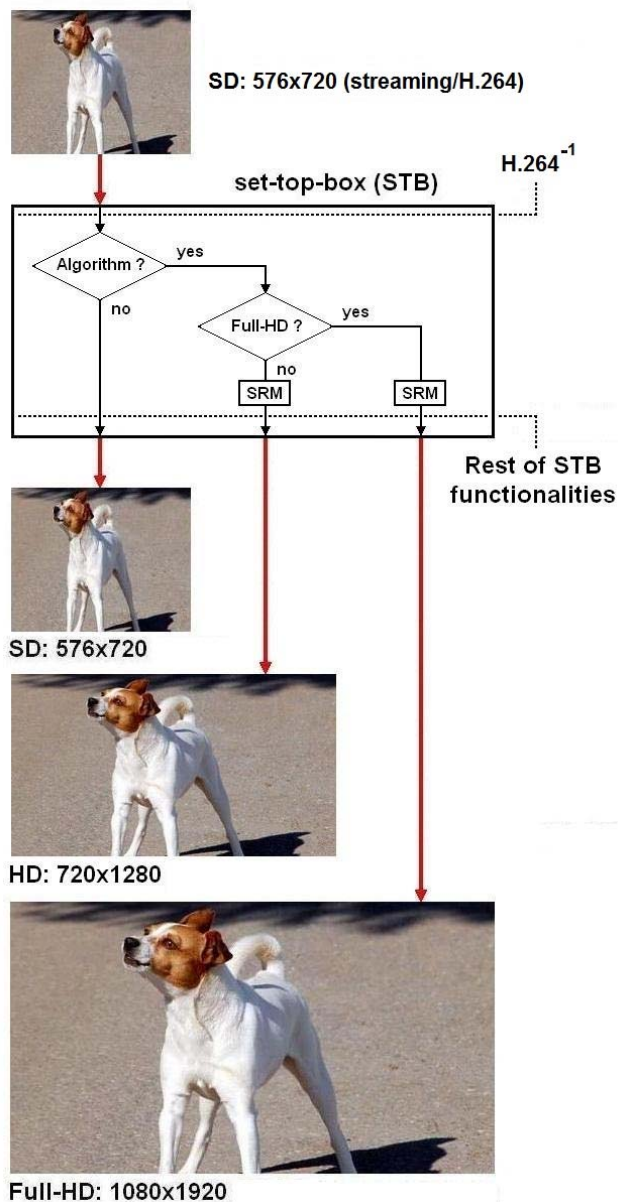 SD: 576x720 (streaming/H.264)
H.264-1
set-top-box (STB)
Algorithm ?
yes
no
Full-HD ?
yes
no
SRM
SRM
Rest of STB
functionalities
SD: 576x720
HD: 720x1280
Full-HD: 1080x1920